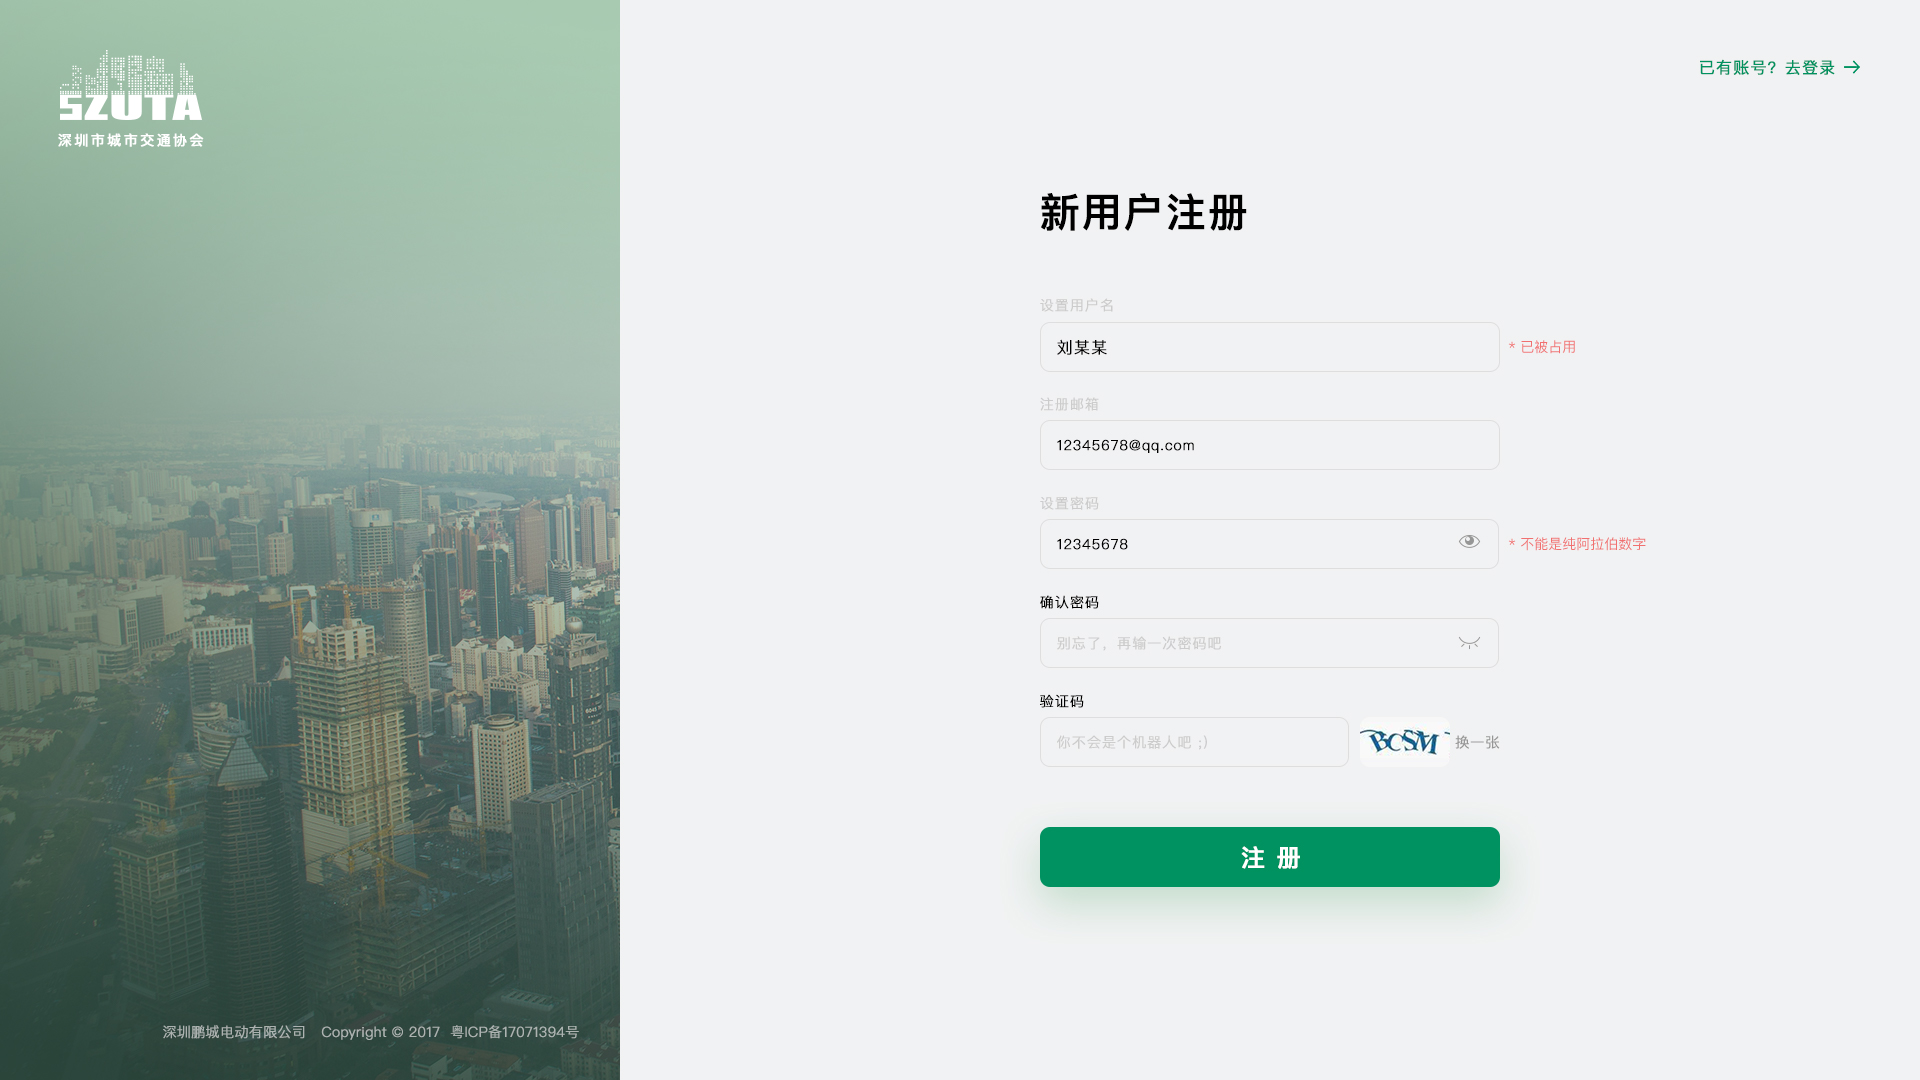 SZUTA
深圳市城市交通协会
已有账号？去登录
新用户注册
设置用户名
刘某某
* 已被占用
注册邮箱
12345678@qq.com
设置密码
12345678
* 不能是纯阿拉伯数字
确认密码
别忘了，再输一次密码吧
验证码
你不会是个机器人吧 ;)
BCSM
换一张
注 册
深圳鹏城电动有限公司 Copyright © 2017 粤ICP备17071394号